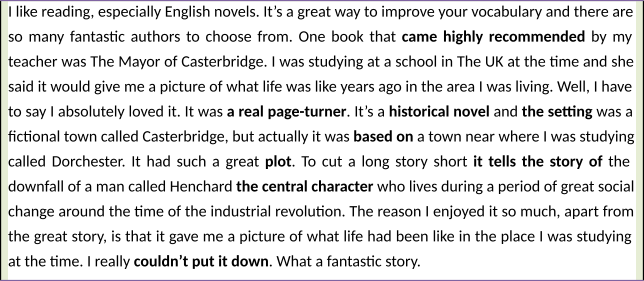 I like reading, especially English novels. It's a great way to improve your vocabulary and there are
so many fantastic authors to choose from. One book that came highly recommended by my
teacher was The Mayor of Casterbridge. I was studying at a school in The UK at the time and she
said it would give me a picture of what life was like years ago in the area I was living. Well, I have
to say I absolutely loved it. It was a real page-turner. It's a historical novel and the setting was a
fictional town called Casterbridge, but actually it was based on a town near where I was studying
called Dorchester. It had such a great plot. To cut a long story short it tells the story of the
downfall of a man called Henchard the central character who lives during a period of great social
change around the time of the industrial revolution. The reason I enjoyed it so much, apart from
the great story, is that it gave me a picture of what life had been like in the place I was studying
at the time. I really couldn't put it down. What a fantastic story.